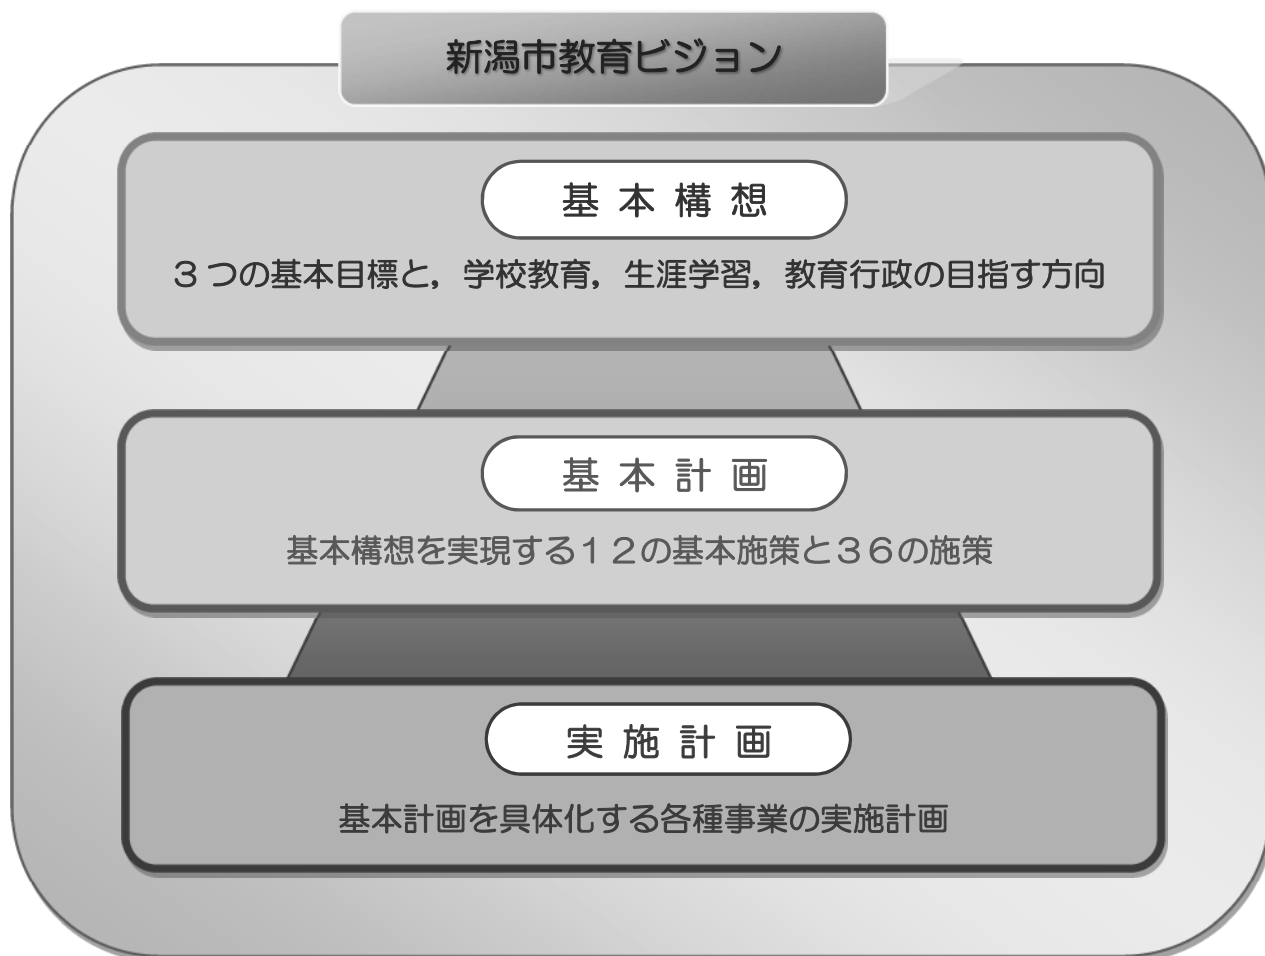 新潟市教育ビジョン
基本構想
３つの基本目標と，学校教育，生涯学習，教育行政の目指す方向
基本計画
基本構想を実現する１２の基本施策と３６の施策
実施計画
基本計画を具体化する各種事業の実施計画